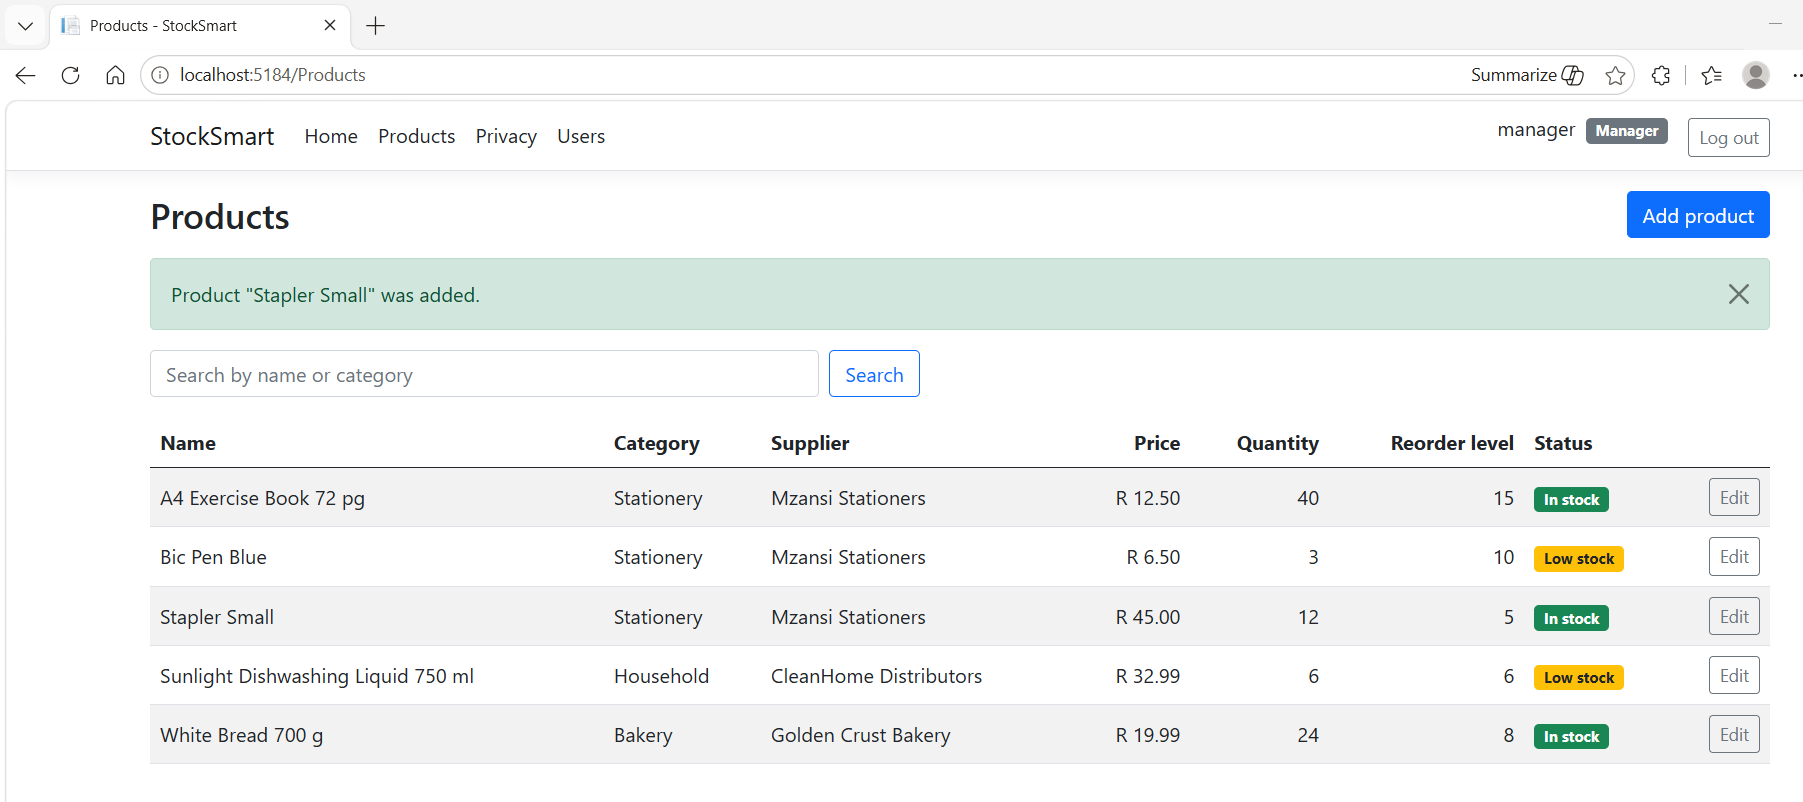 Products - StockSmart
localhost:5184/Products Summarize
StockSmart Home Products Privacy Users manager Manager Log out
Products Add product
Product "Stapler Small" was added.
Search by name or category Search
Name Category Supplier Price Quantity Reorder level Status
A4 Exercise Book 72 pg Stationery Mzansi Stationers R 12.50 40 15 In stock Edit
Bic Pen Blue Stationery Mzansi Stationers R 6.50 3 10 Low stock Edit
Stapler Small Stationery Mzansi Stationers R 45.00 12 5 In stock Edit
Sunlight Dishwashing Liquid 750 ml Household CleanHome Distributors R 32.99 6 6 Low stock Edit
White Bread 700 g Bakery Golden Crust Bakery R 19.99 24 8 In stock Edit